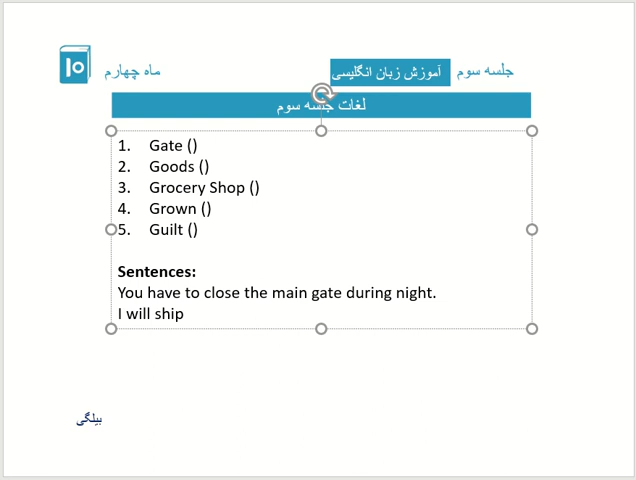 جلسه سوم آموزش زبان انگلیسی ماه چهارم
لغات جلسه سوم
1. Gate ()
2. Goods ()
3. Grocery Shop ()
4. Grown ()
5. Guilt ()
Sentences:
You have to close the main gate during night.
I will ship
بیلگی